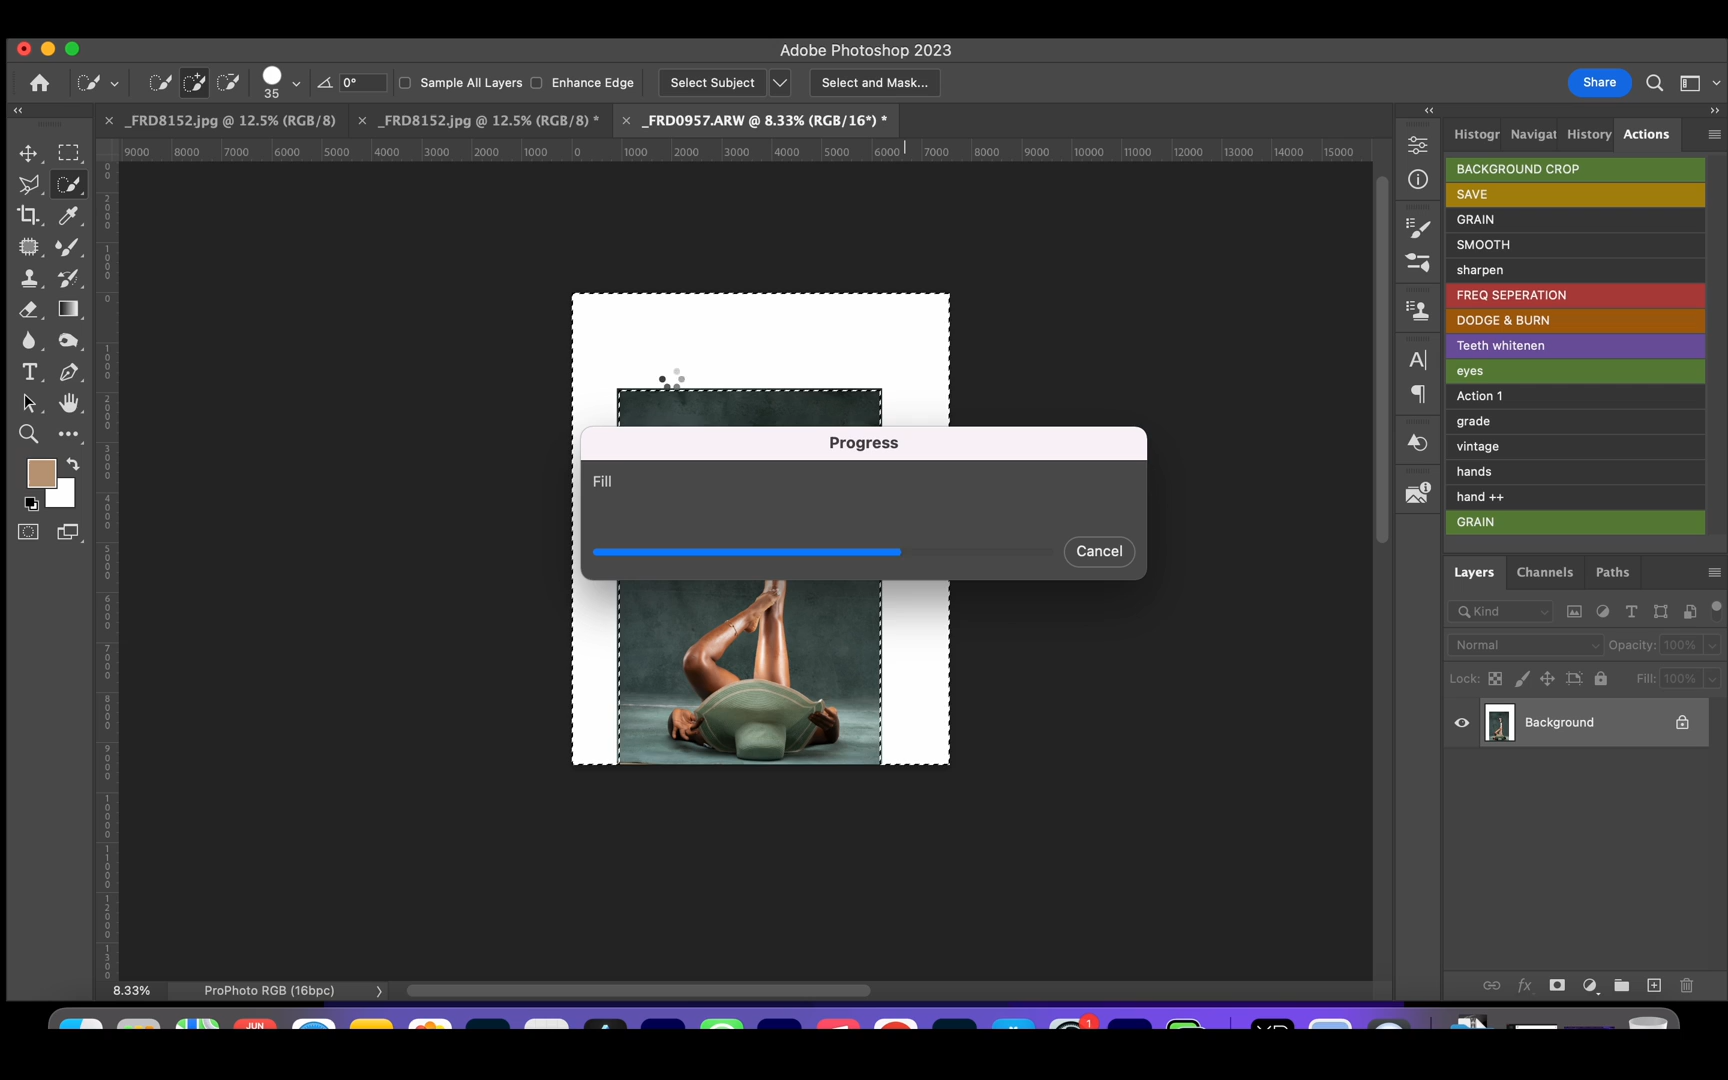 Adobe Photoshop 2023
35
0°
Sample All Layers
Enhance Edge
Select Subject
Select and Mask...
Share
_FRD8152.jpg @ 12.5% (RGB/8)
_FRD8152.jpg @ 12.5% (RGB/8) *
_FRD0957.ARW @ 8.33% (RGB/16*) *
9000 8000 7000 6000 5000 4000 3000 2000 1000 0 1000 2000 3000 4000 5000 6000 7000 8000 9000 10000 11000 12000 13000 14000 15000
Histogr
Navigat
History
Actions
BACKGROUND CROP
SAVE
GRAIN
SMOOTH
sharpen
FREQ SEPERATION
DODGE & BURN
Teeth whitenen
eyes
Action 1
grade
vintage
hands
hand ++
GRAIN
Progress
Fill
Cancel
Layers
Channels
Paths
Kind
Normal
Opacity: 100%
Lock:
Fill: 100%
Background
fx
8.33%
ProPhoto RGB (16bpc)
JUN
1